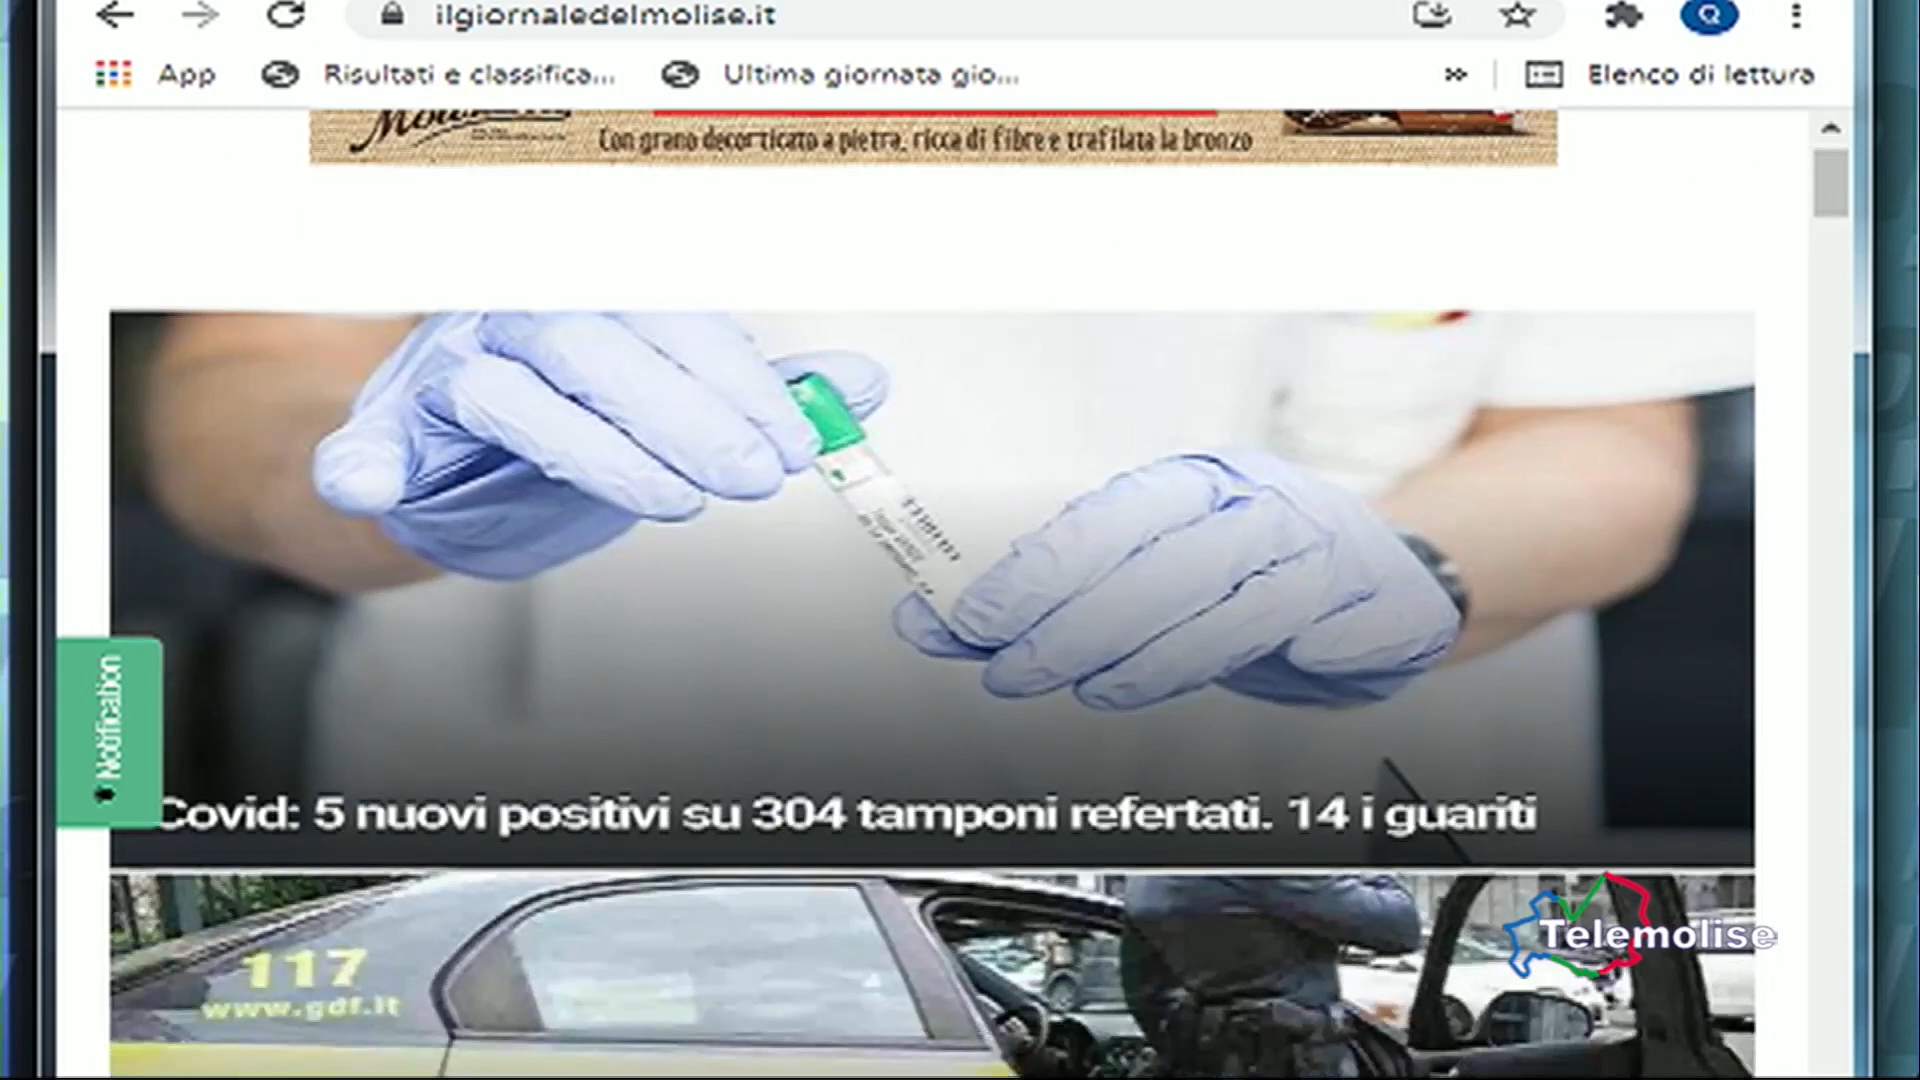 ilgiornaledelmolise.it
Q
App
Risultati e classifica...
Ultima giornata gio...
»
Elenco di lettura
Con grano decorticato a pietra, ricca di fibre e trafilata la bronzo
Notification
Covid: 5 nuovi positivi su 304 tamponi refertati. 14 i guariti
117
www.gdf.it
Telemolise